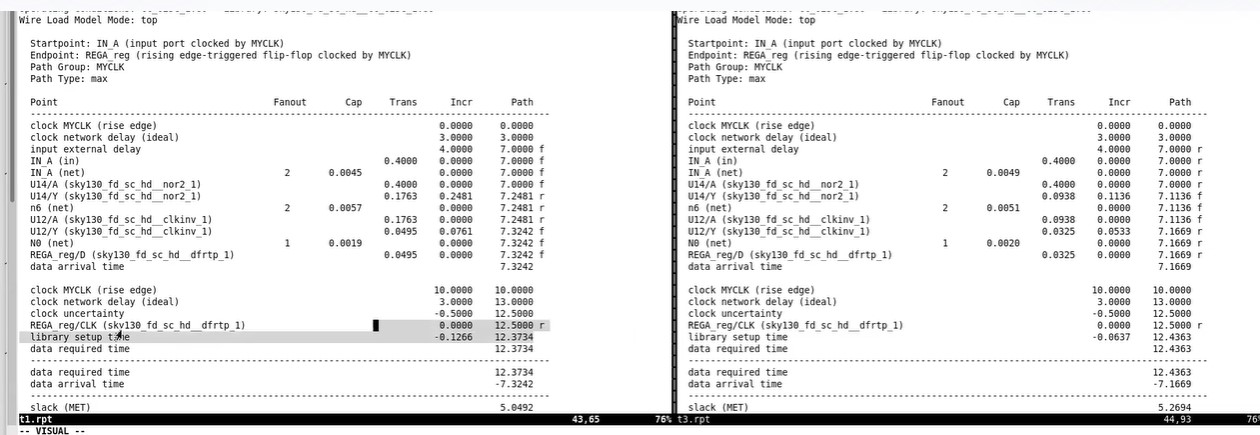 Wire Load Model Mode: top
Startpoint: IN_A (input port clocked by MYCLK)
Endpoint: REGA_reg (rising edge-triggered flip-flop clocked by MYCLK)
Path Group: MYCLK
Path Type: max
Point Fanout Cap Trans Incr Path
clock MYCLK (rise edge) 0.0000 0.0000
clock network delay (ideal) 3.0000 3.0000
input external delay 4.0000 7.0000 f
IN_A (in) 0.4000 0.0000 7.0000 f
IN_A (net) 2 0.0045 0.0000 7.0000 f
U14/A (sky130_fd_sc_hd__nor2_1) 0.4000 0.0000 7.0000 f
U14/Y (sky130_fd_sc_hd__nor2_1) 0.1763 0.2481 7.2481 r
n6 (net) 2 0.0057 0.0000 7.2481 r
U12/A (sky130_fd_sc_hd__clkinv_1) 0.1763 0.0000 7.2481 r
U12/Y (sky130_fd_sc_hd__clkinv_1) 0.0495 0.0761 7.3242 f
N0 (net) 1 0.0019 0.0000 7.3242 f
REGA_reg/D (sky130_fd_sc_hd__dfrtp_1) 0.0495 0.0000 7.3242 f
data arrival time 7.3242
clock MYCLK (rise edge) 10.0000 10.0000
clock network delay (ideal) 3.0000 13.0000
clock uncertainty -0.5000 12.5000
REGA_reg/CLK (sky130_fd_sc_hd__dfrtp_1) 0.0000 12.5000 r
library setup time -0.1266 12.3734
data required time 12.3734
data required time 12.3734
data arrival time -7.3242
slack (MET) 5.0492
t1.rpt 43,65 76%
-- VISUAL --
Wire Load Model Mode: top
Startpoint: IN_A (input port clocked by MYCLK)
Endpoint: REGA_reg (rising edge-triggered flip-flop clocked by MYCLK)
Path Group: MYCLK
Path Type: max
Point Fanout Cap Trans Incr Path
clock MYCLK (rise edge) 0.0000 0.0000
clock network delay (ideal) 3.0000 3.0000
input external delay 4.0000 7.0000 r
IN_A (in) 0.4000 0.0000 7.0000 r
IN_A (net) 2 0.0049 0.0000 7.0000 r
U14/A (sky130_fd_sc_hd__nor2_1) 0.4000 0.0000 7.0000 r
U14/Y (sky130_fd_sc_hd__nor2_1) 0.0938 0.1136 7.1136 f
n6 (net) 2 0.0051 0.0000 7.1136 f
U12/A (sky130_fd_sc_hd__clkinv_1) 0.0938 0.0000 7.1136 f
U12/Y (sky130_fd_sc_hd__clkinv_1) 0.0325 0.0533 7.1669 r
N0 (net) 1 0.0020 0.0000 7.1669 r
REGA_reg/D (sky130_fd_sc_hd__dfrtp_1) 0.0325 0.0000 7.1669 r
data arrival time 7.1669
clock MYCLK (rise edge) 10.0000 10.0000
clock network delay (ideal) 3.0000 13.0000
clock uncertainty -0.5000 12.5000
REGA_reg/CLK (sky130_fd_sc_hd__dfrtp_1) 0.0000 12.5000 r
library setup time -0.0637 12.4363
data required time 12.4363
data required time 12.4363
data arrival time -7.1669
slack (MET) 5.2694
t3.rpt 44,93